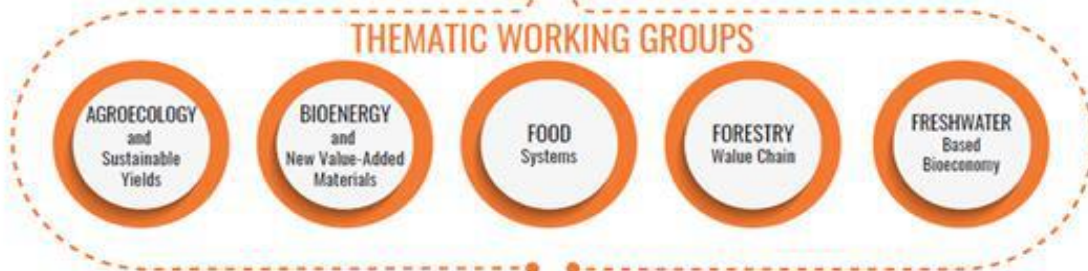 THEMATIC WORKING GROUPS
AGROECOLOGY
and
Sustainable
Yields
BIOENERGY
and
New Value-Added
Materials
FOOD
Systems
FORESTRY
Walue Chain
FRESHWATER
Based
Bioeconomy